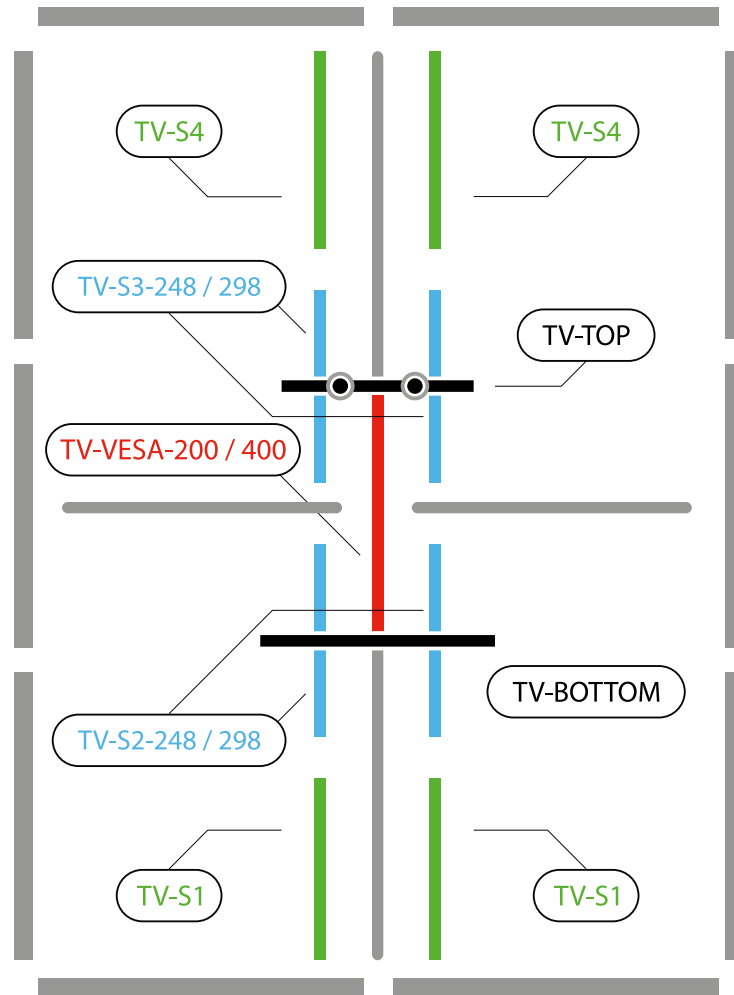 TV-S4
TV-S4
TV-S3-248 / 298
TV-TOP
TV-VESA-200 / 400
TV-BOTTOM
TV-S2-248 / 298
TV-S1
TV-S1